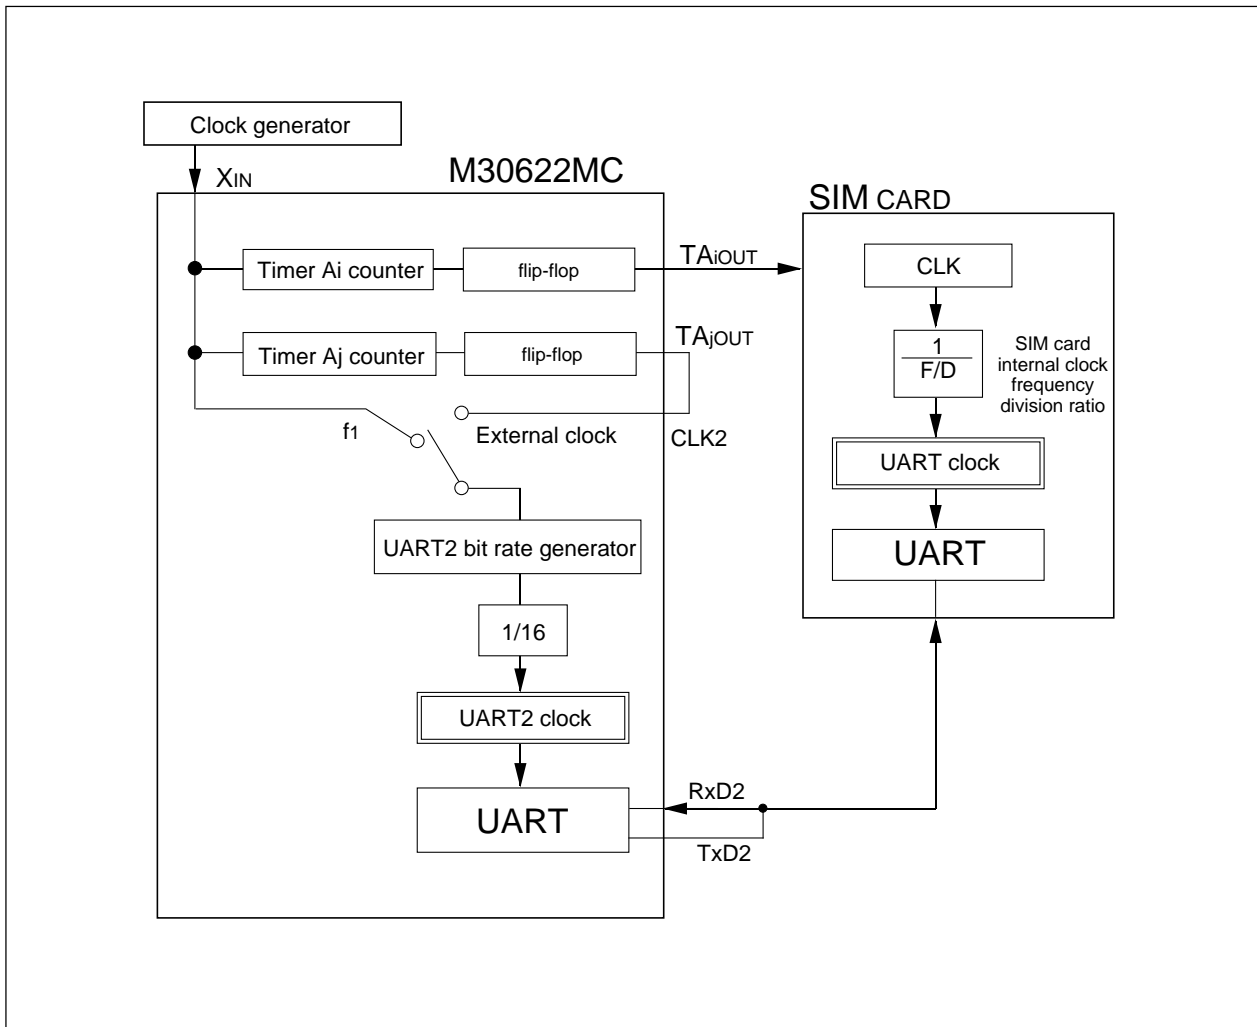 Clock generator
XIN
M30622MC
SIM CARD
Timer Ai counter
flip-flop
TAiOUT
CLK
Timer Aj counter
flip-flop
TAjOUT
1
F/D
SIM card
internal clock
frequency
division ratio
f1
External clock
CLK2
UART clock
UART2 bit rate generator
UART
1/16
UART2 clock
UART
RxD2
TxD2